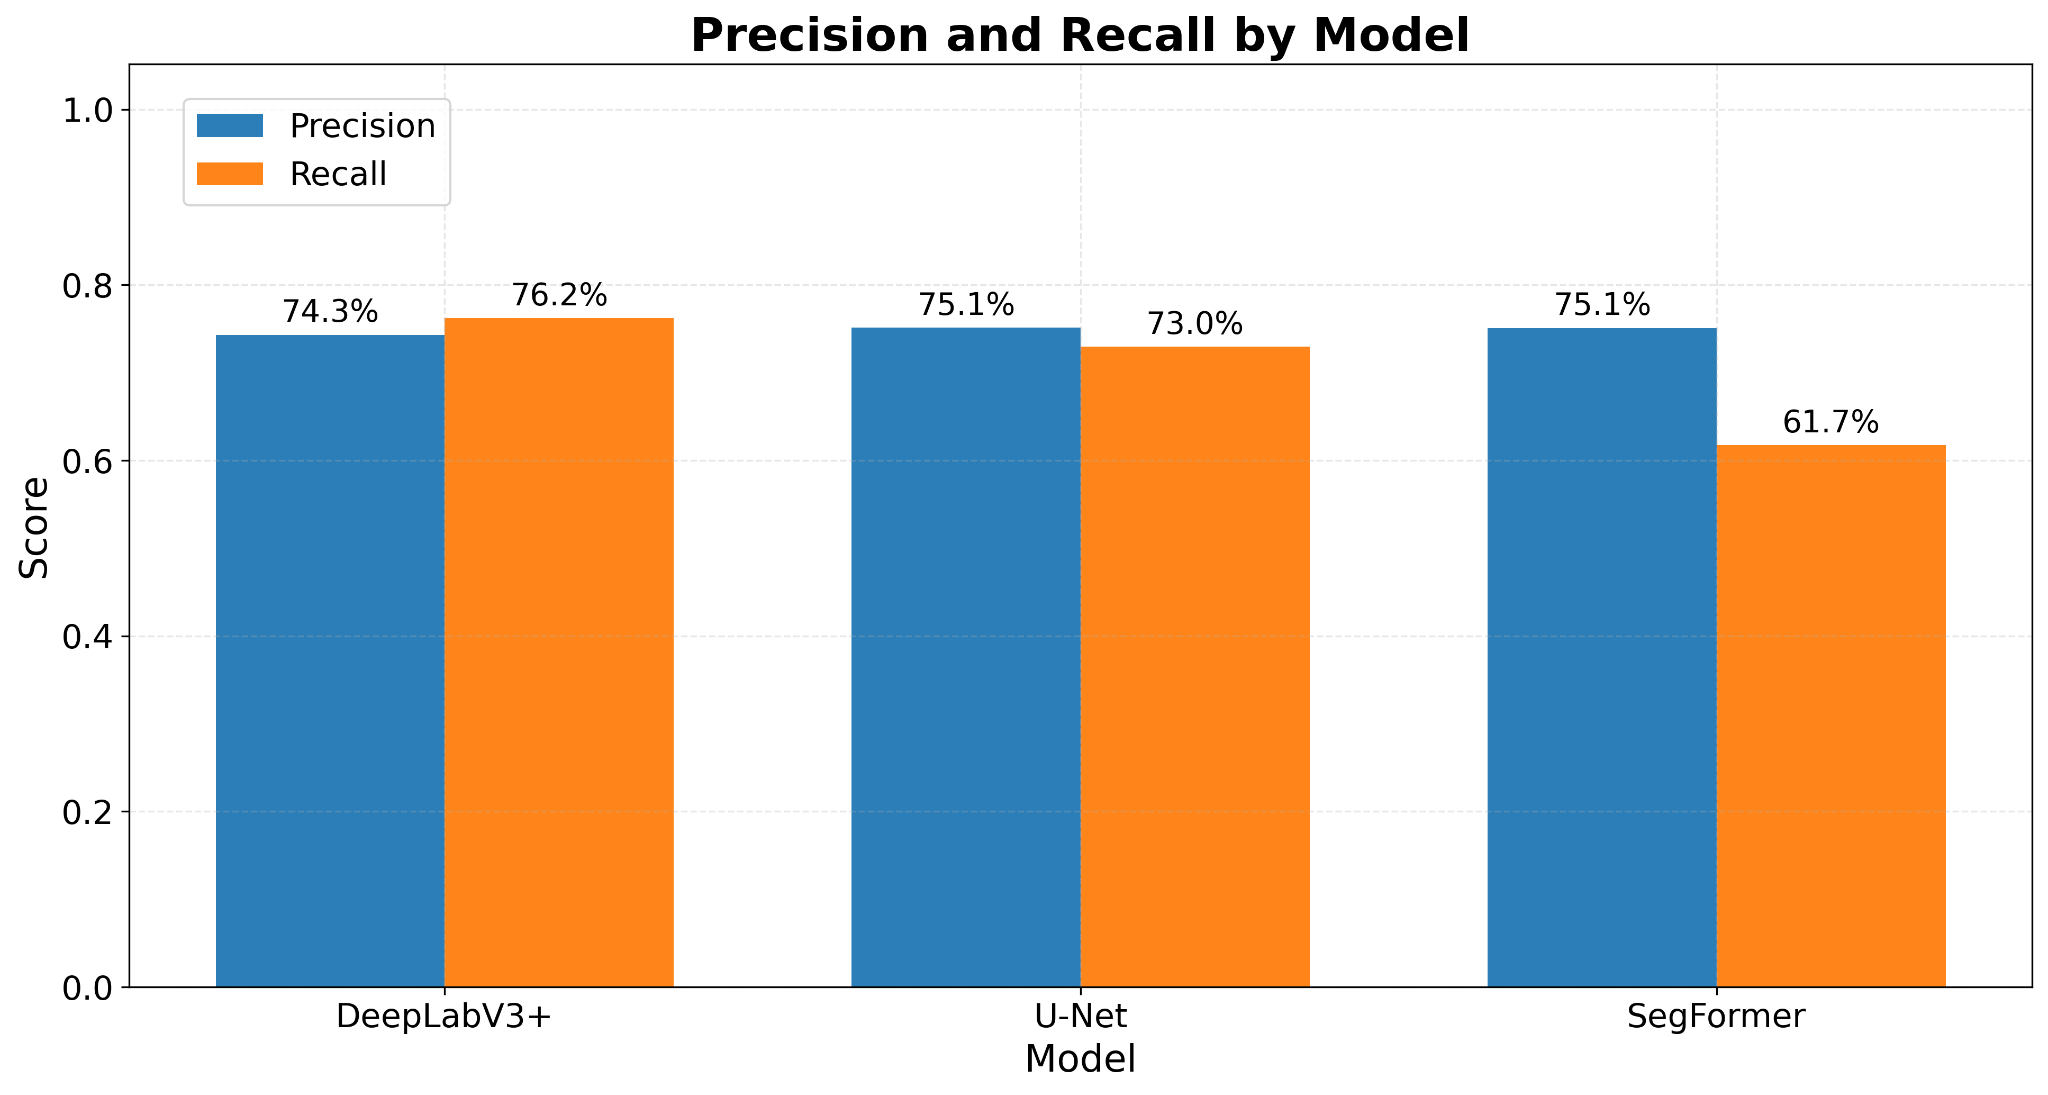 Precision and Recall by Model
Precision
Recall
1.0
0.8
0.6
0.4
0.2
0.0
Score
74.3%
76.2%
75.1%
73.0%
75.1%
61.7%
DeepLabV3+
U-Net
SegFormer
Model